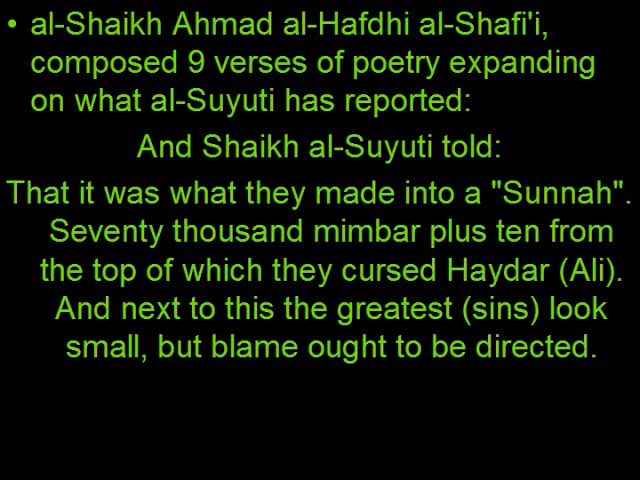 • al-Shaikh Ahmad al-Hafdhi al-Shafi'i,
composed 9 verses of poetry expanding
on what al-Suyuti has reported:
And Shaikh al-Suyuti told:
That it was what they made into a "Sunnah".
Seventy thousand mimbar plus ten from
the top of which they cursed Haydar (Ali).
And next to this the greatest (sins) look
small, but blame ought to be directed.